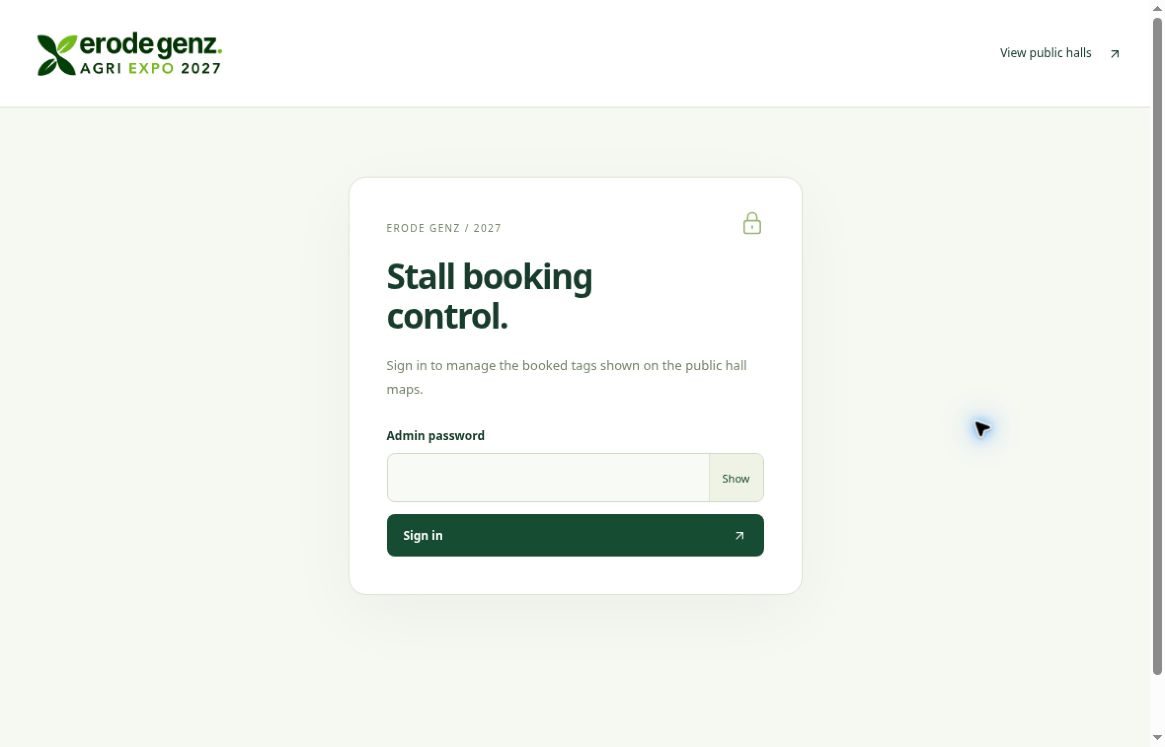 erode genz.
AGRI EXPO 2027
View public halls
ERODE GENZ / 2027
Stall booking
control.
Sign in to manage the booked tags shown on the public hall
maps.
Admin password
Show
Sign in